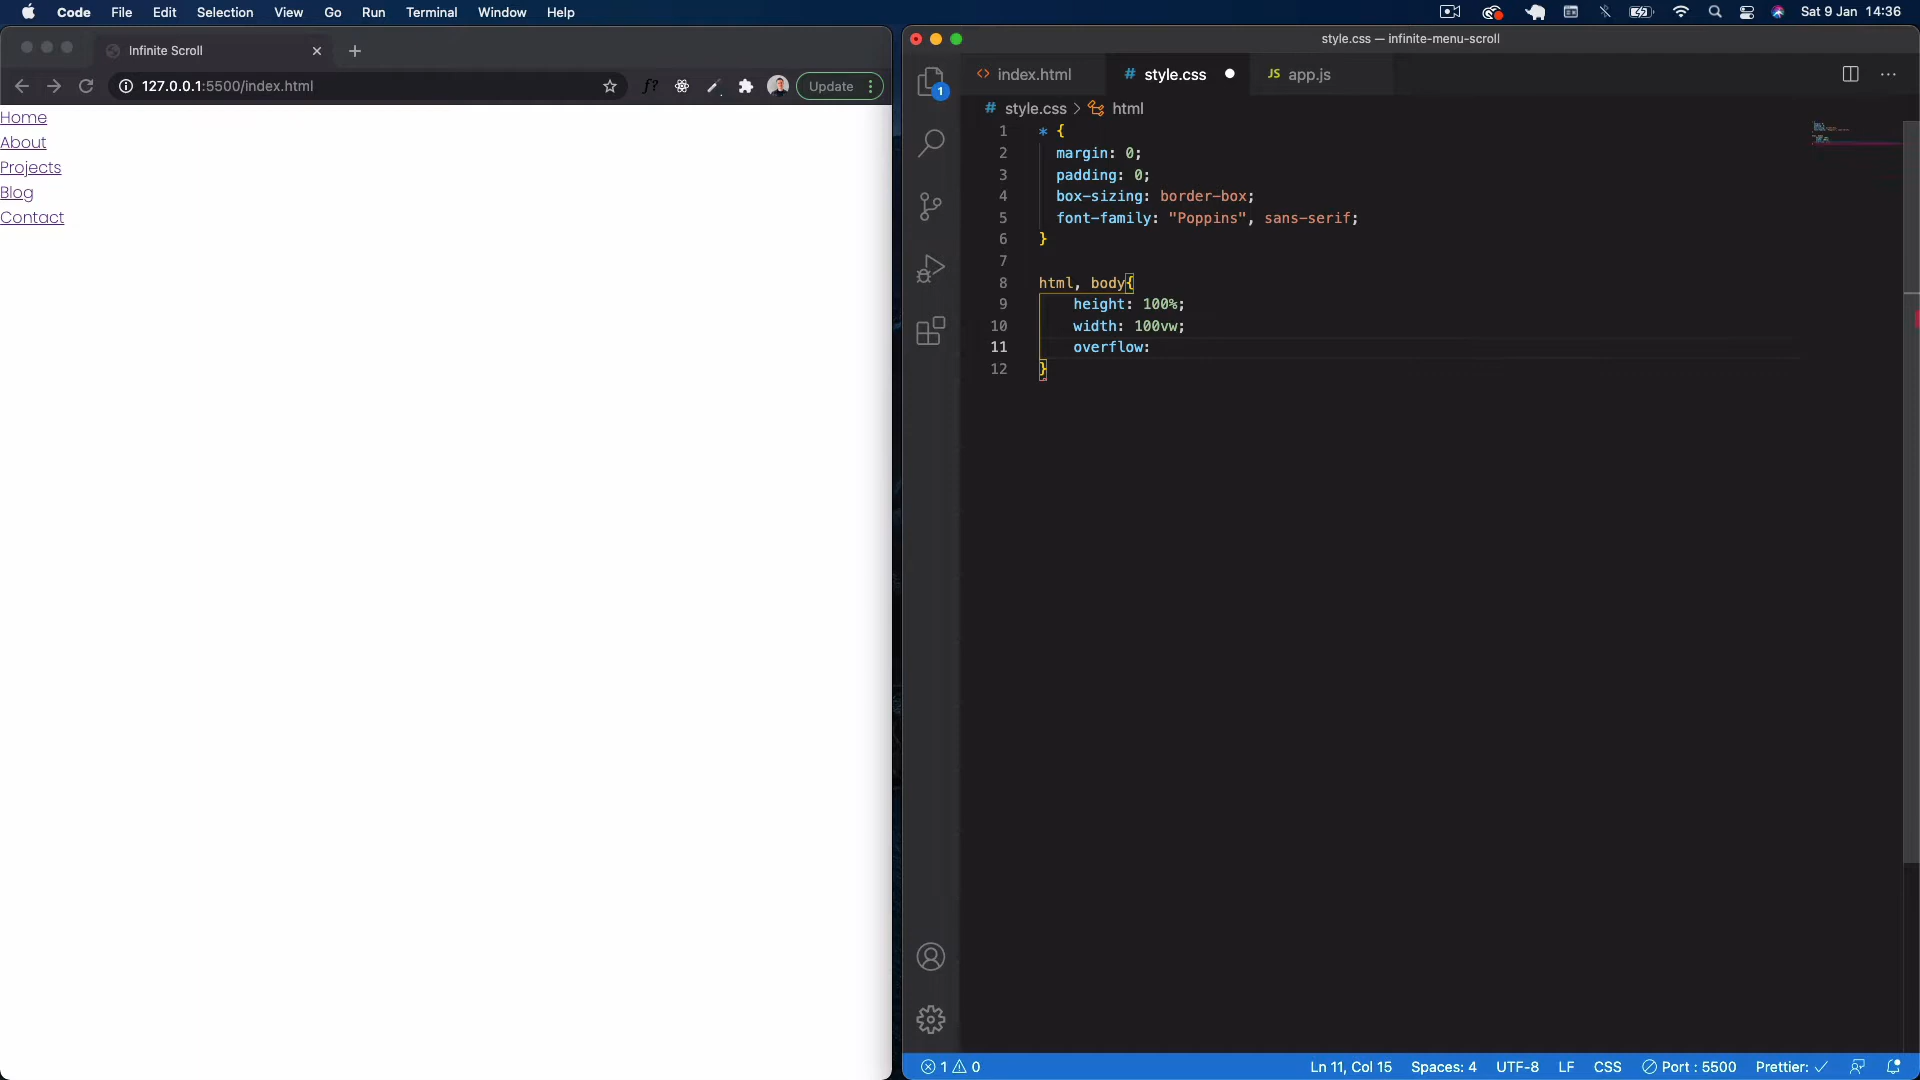 Code File Edit Selection View Go Run Terminal Window Help Sat 9 Jan 14:36
Infinite Scroll
127.0.0.1:5500/index.html
f?
Update
Home
About
Projects
Blog
Contact
style.css — infinite-menu-scroll
1
index.html
# style.css
JS app.js
# style.css > html
1 * {
2 margin: 0;
3 padding: 0;
4 box-sizing: border-box;
5 font-family: "Poppins", sans-serif;
6 }
7
8 html, body{
9 height: 100%;
10 width: 100vw;
11 overflow:
12 }
1 0 Ln 11, Col 15 Spaces: 4 UTF-8 LF CSS Port : 5500 Prettier: ✓